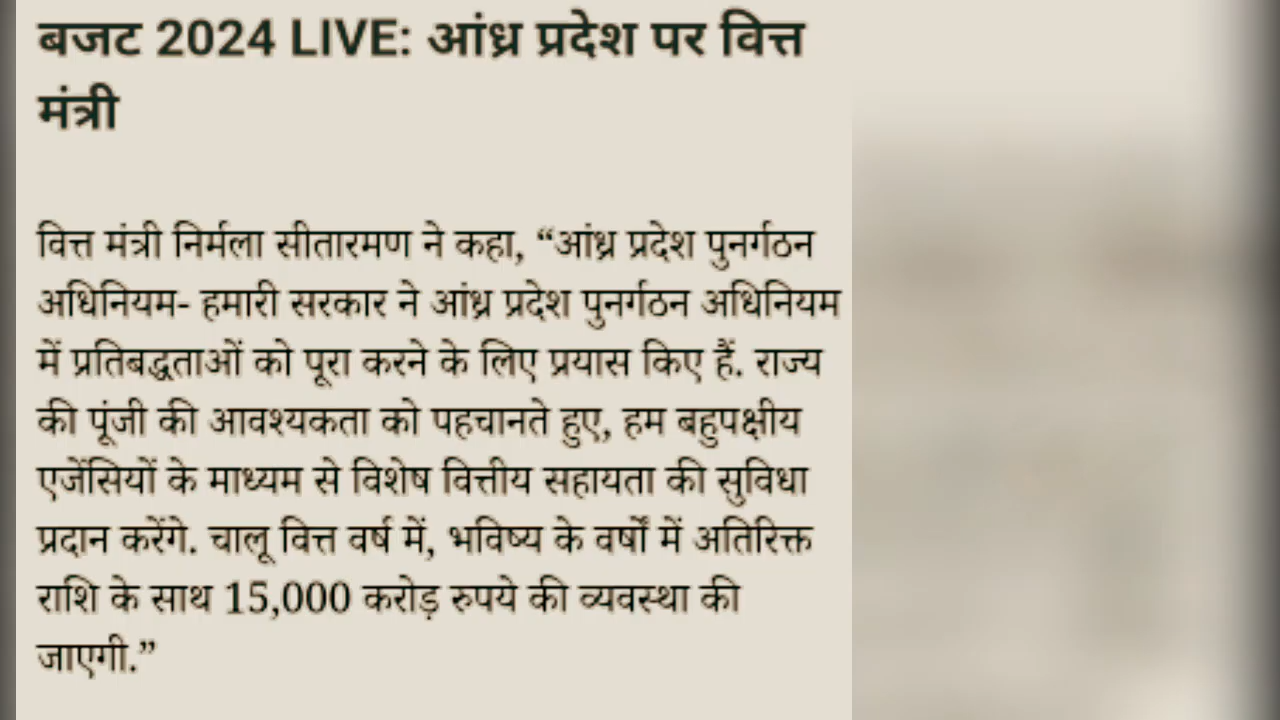 बजट 2024 LIVE: आंध्र प्रदेश पर वित्त
मंत्री
वित्त मंत्री निर्मला सीतारमण ने कहा, “आंध्र प्रदेश पुनर्गठन
अधिनियम- हमारी सरकार ने आंध्र प्रदेश पुनर्गठन अधिनियम
में प्रतिबद्धताओं को पूरा करने के लिए प्रयास किए हैं. राज्य
की पूंजी की आवश्यकता को पहचानते हुए, हम बहुपक्षीय
एजेंसियों के माध्यम से विशेष वित्तीय सहायता की सुविधा
प्रदान करेंगे. चालू वित्त वर्ष में, भविष्य के वर्षों में अतिरिक्त
राशि के साथ 15,000 करोड़ रुपये की व्यवस्था की
जाएगी.”